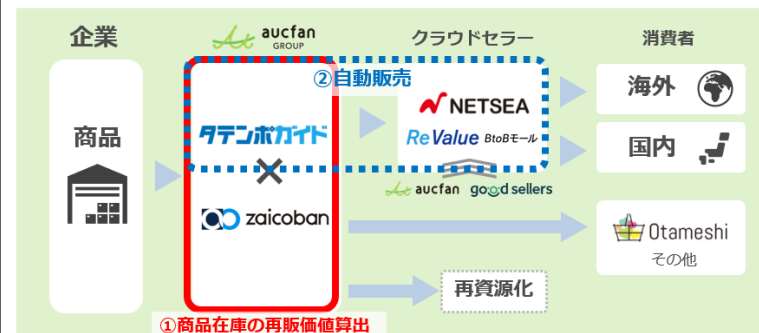 企業
aucfan
GROUP
クラウドセラー
消費者
②自動販売
商品
タテンポガイド
×
zaicoban
NETSEA
ReValue BtoBモール
aucfan good sellers
海外
国内
Otameshi
その他
再資源化
①商品在庫の再販価値算出